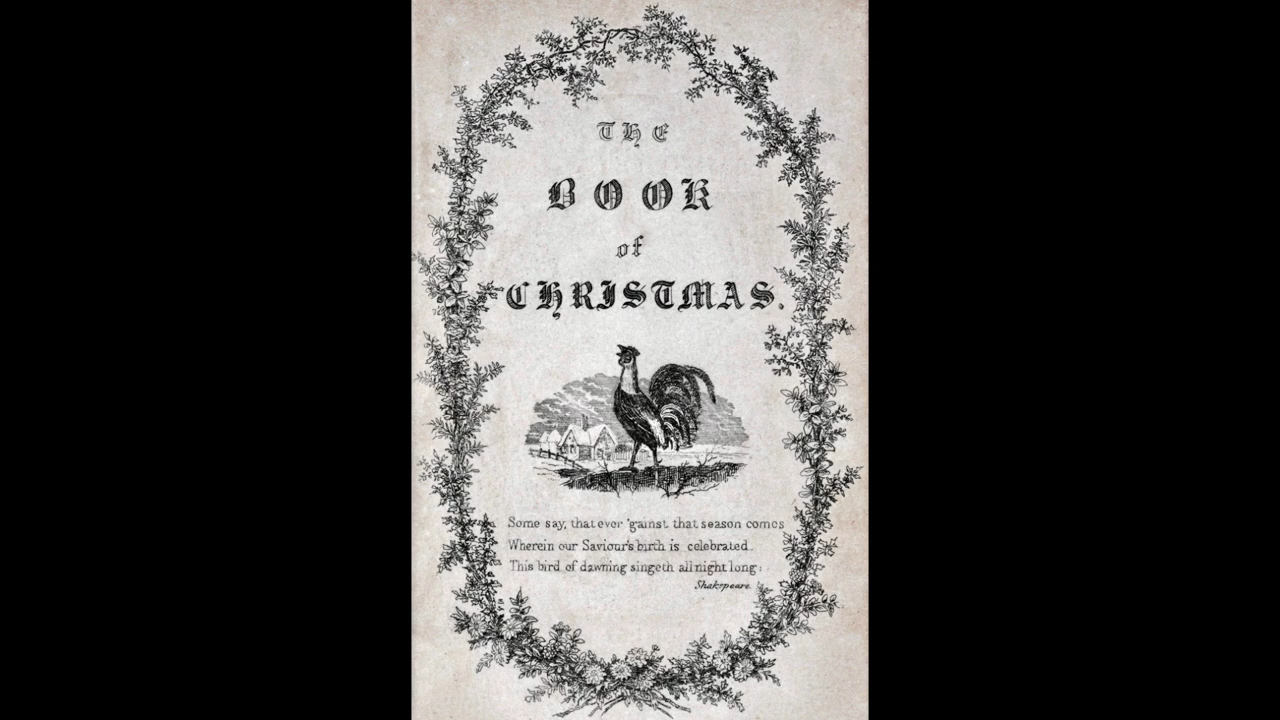 THE
BOOK
of
CHRISTMAS.
Some say, that ever 'gainst that season comes
Wherein our Saviour's birth is celebrated.
This bird of dawning singeth all night long:
Shakspeare.